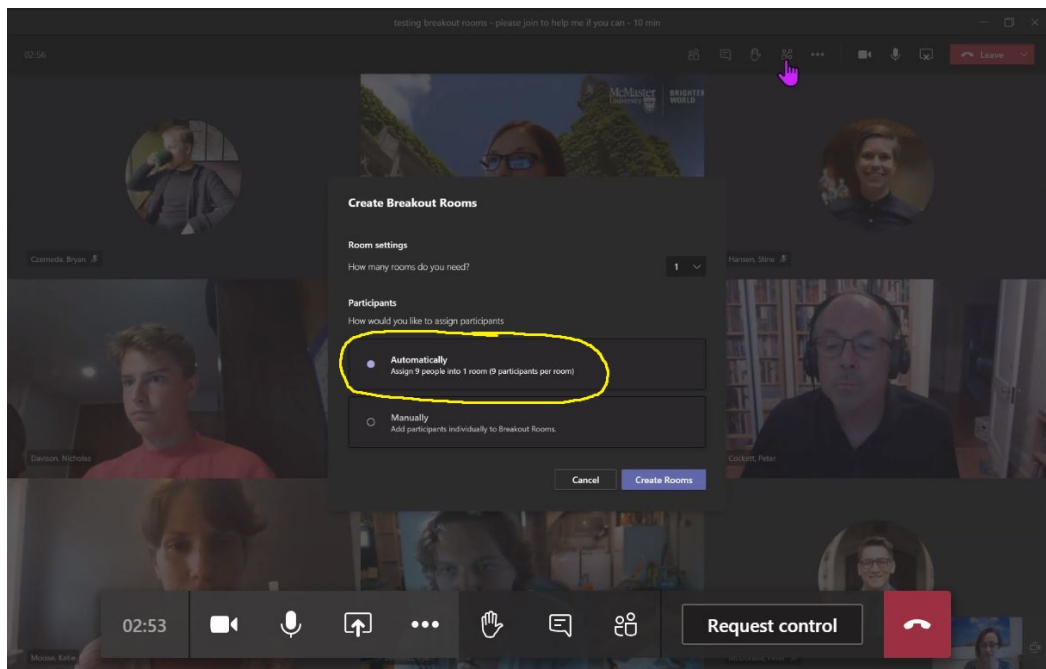 testing breakout rooms - please join to help me if you can - 10 min
02:56
Leave
McMaster
University
BRIGHTER
WORLD
Create Breakout Rooms
Room settings
How many rooms do you need?
1
Czerneda, Bryan
Hansen, Stine
Participants
How would you like to assign participants
Automatically
Assign 9 people into 1 room (9 participants per room)
Manually
Add participants individually to Breakout Rooms.
Davison, Nicholas
Cockett, Peter
Cancel
Create Rooms
02:53
Request control
Moose, Katie